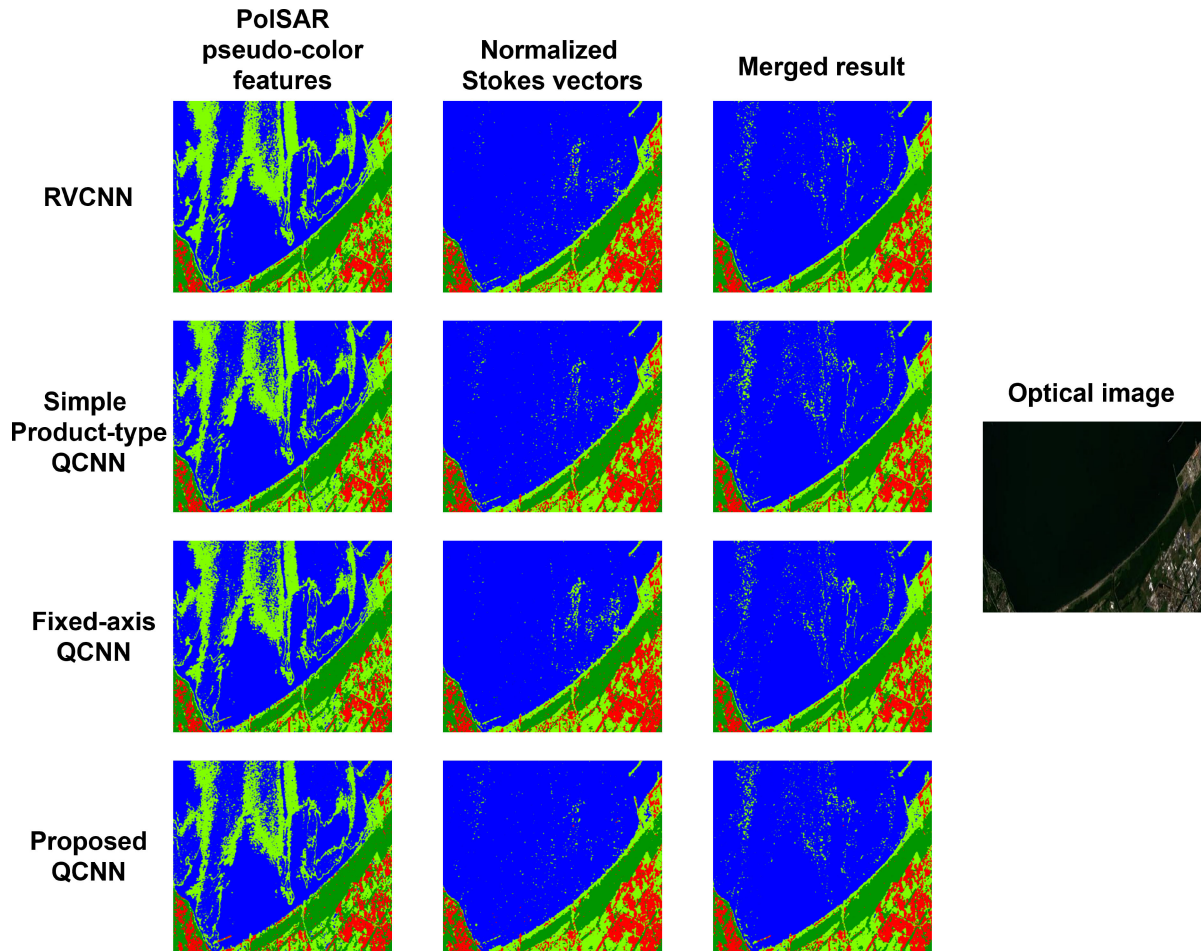 PolSAR
pseudo-color
features
Normalized
Stokes vectors
Merged result
RVCNN
Simple
Product-type
QCNN
Optical image
Fixed-axis
QCNN
Proposed
QCNN